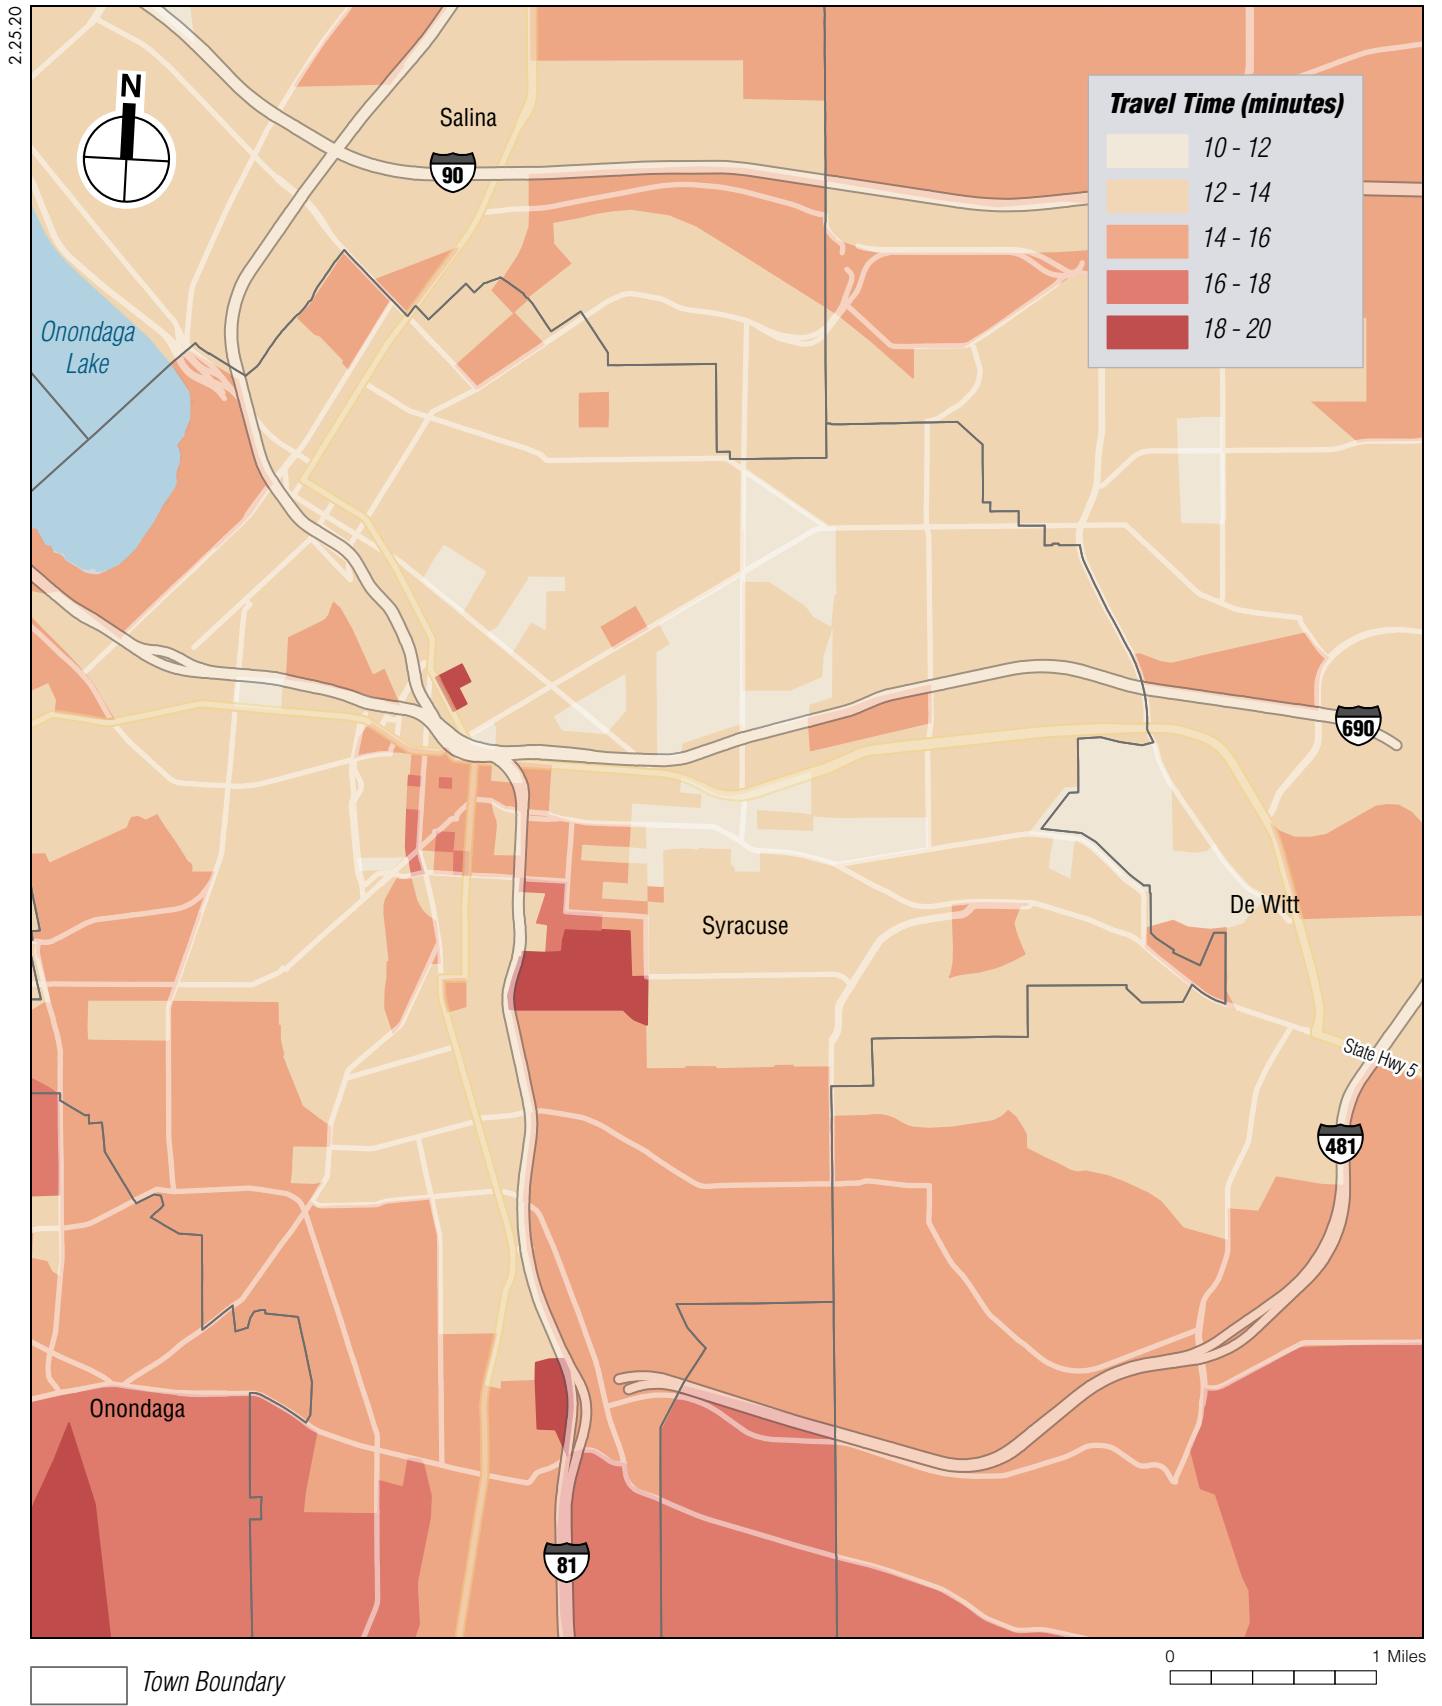 2.25.20
N
Salina
90
Travel Time (minutes)
10 - 12
12 - 14
14 - 16
16 - 18
18 - 20
Onondaga
Lake
690
De Witt
Syracuse
State Hwy 5
481
Onondaga
81
Town Boundary
0 1 Miles